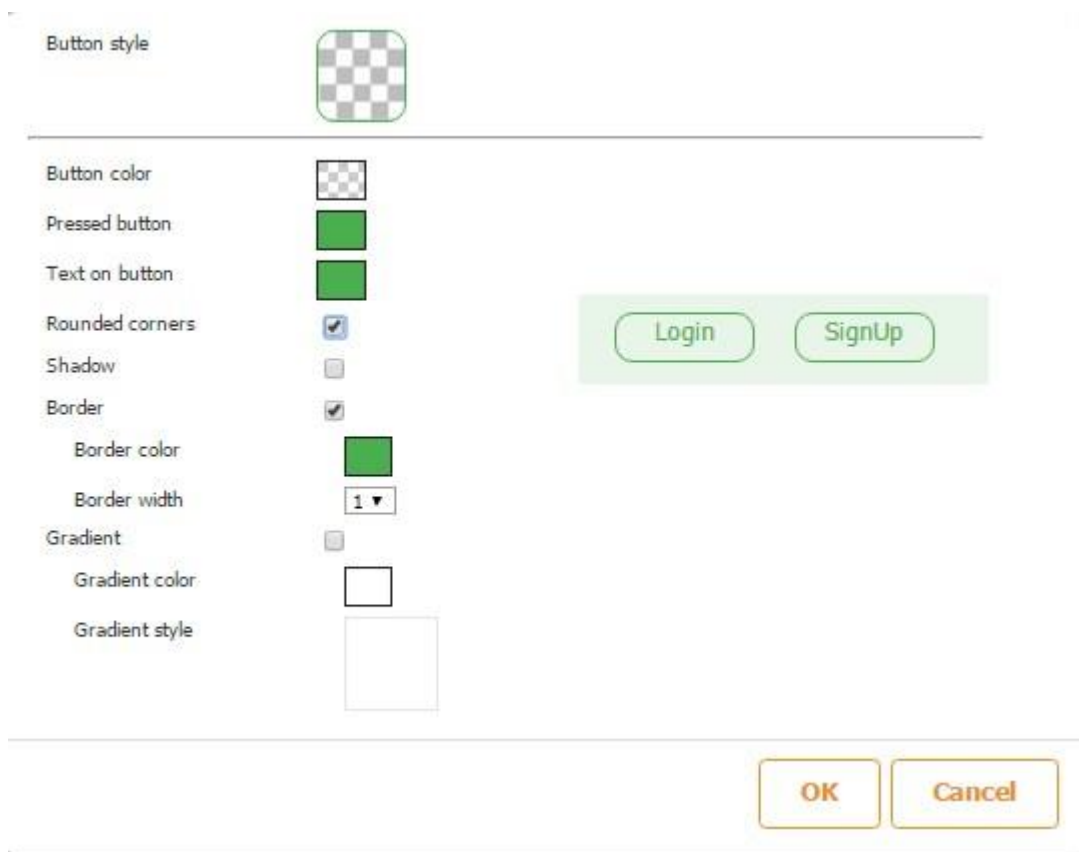 Button style
Button color
Pressed button
Text on button
Rounded corners
Login SignUp
Shadow
Border
Border color
Border width 1
Gradient
Gradient color
Gradient style
OK Cancel